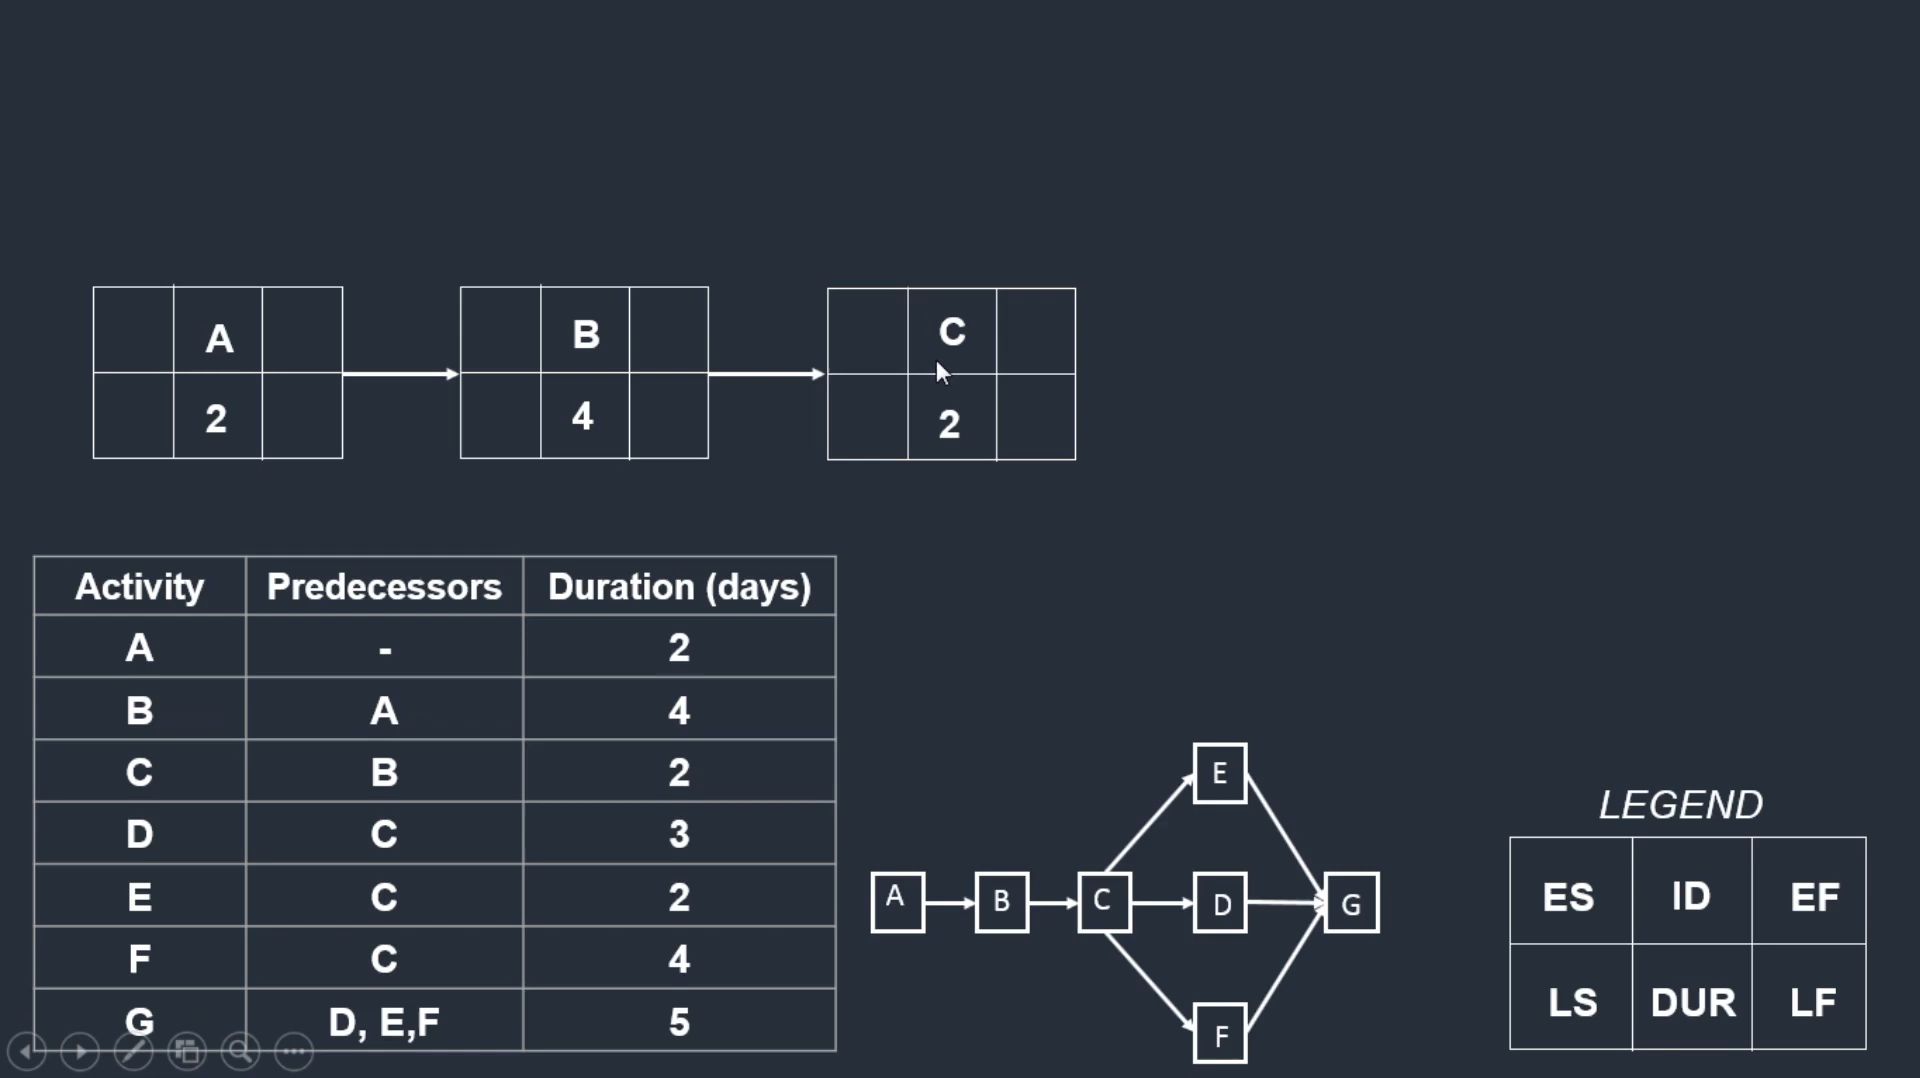 A
2
B
4
C
2
Activity Predecessors Duration (days)
A - 2
B A 4
C B 2
D C 3
E C 2
F C 4
G D, E,F 5
E
A B C D G
F
LEGEND
ES ID EF
LS DUR LF